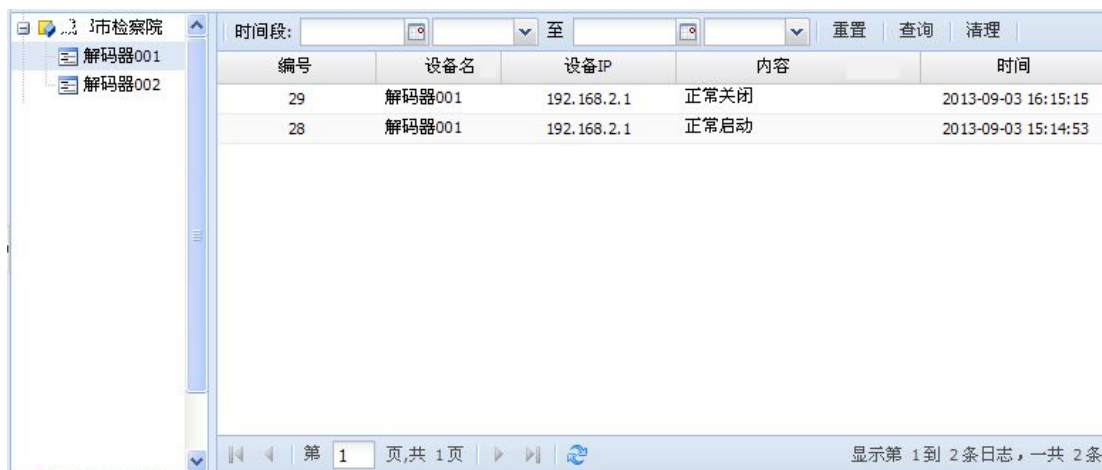 市检察院
解码器001
解码器002
时间段: 至 重置 查询 清理
编号 设备名 设备IP 内容 时间
29 解码器001 192.168.2.1 正常关闭 2013-09-03 16:15:15
28 解码器001 192.168.2.1 正常启动 2013-09-03 15:14:53
第 1 页,共 1页 显示第 1到 2条日志，一共 2条